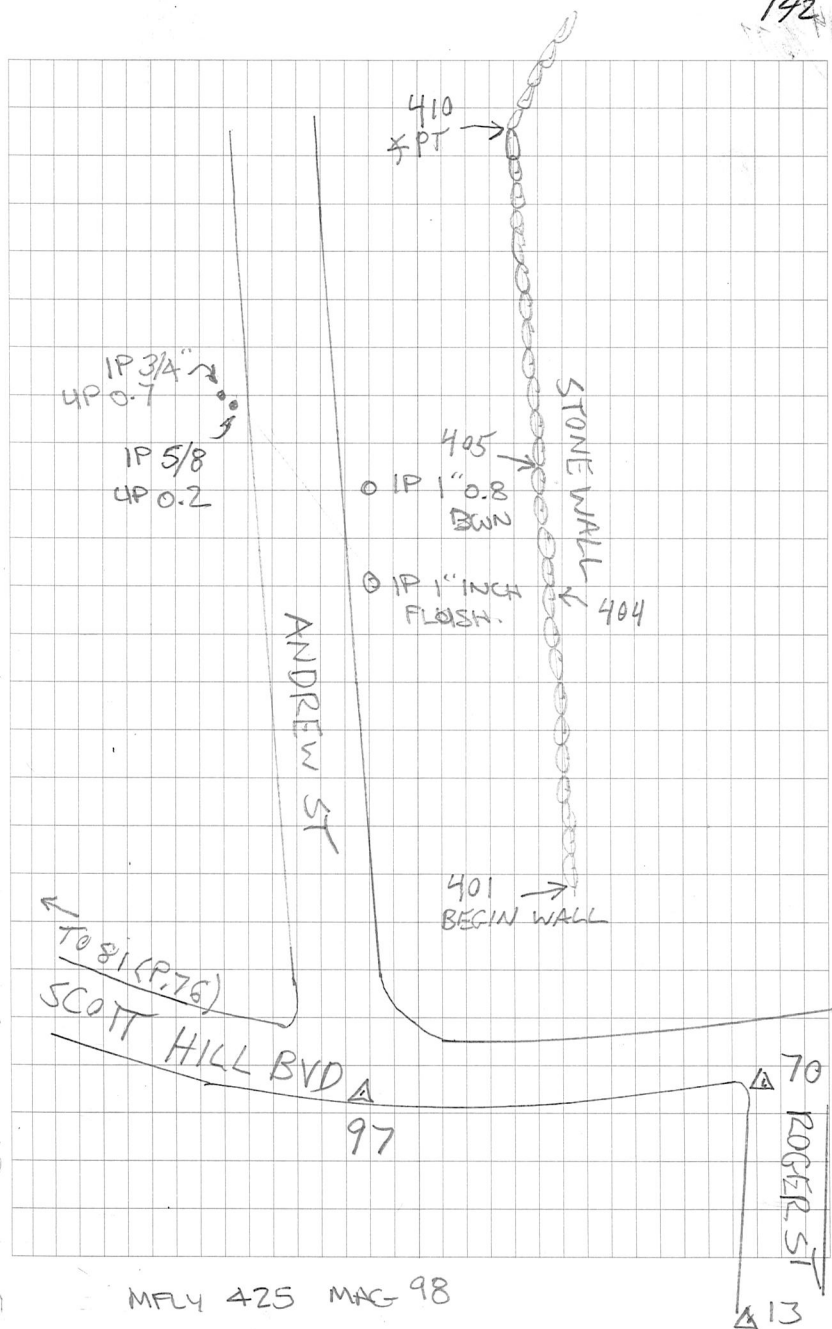 142
410
∡ PT
IP 3/4"
UP 0.7
IP 5/8
UP 0.2
STONE WALL
405
IP 1" 0.8
BWN
IP 1" INCH
FLUSH.
404
ANDREW ST
401
BEGIN WALL
TO 81 (P.76)
SCOTT HILL BVD
97
70
ROGER ST
13
MFLY 425 MAG 98